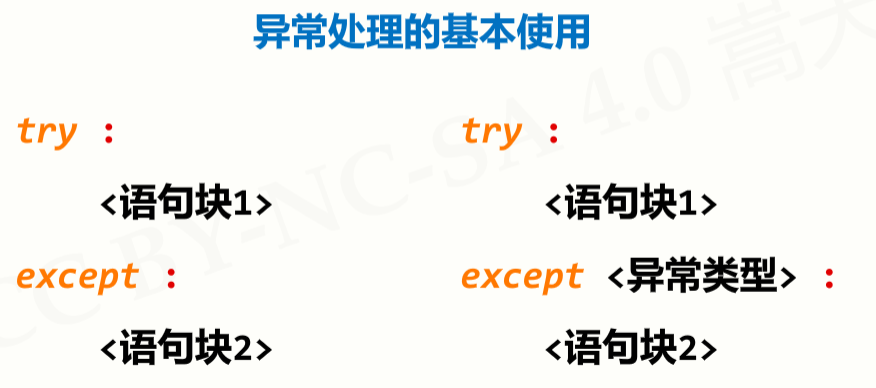 异常处理的基本使用
try :
<语句块1>
except :
<语句块2>
try :
<语句块1>
except <异常类型> :
<语句块2>
CC BY-NC-SA 4.0 嵩天